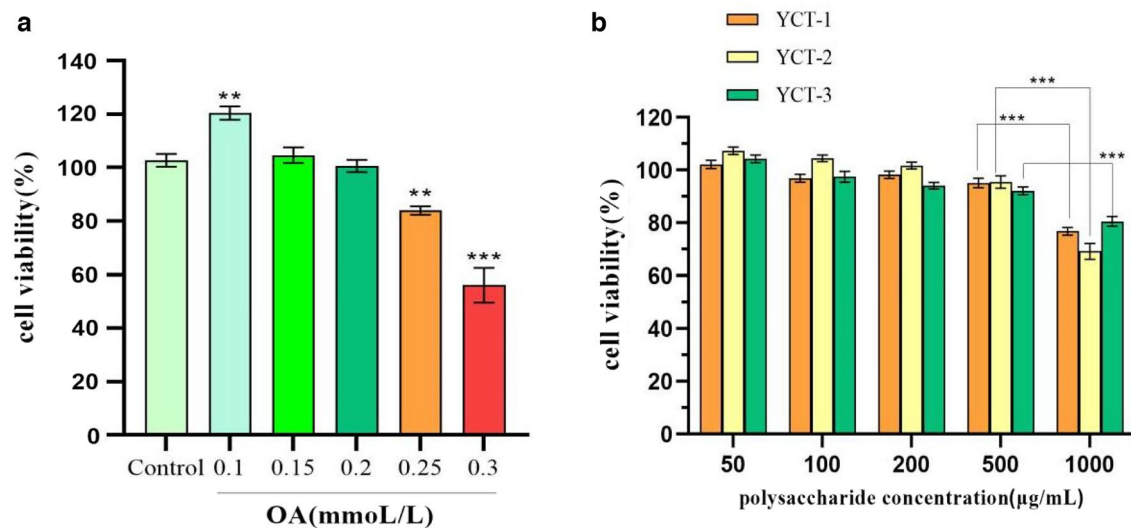 a
cell viability(%)
140
120
100
80
60
40
20
0
**
**
***
Control 0.1 0.15 0.2 0.25 0.3
OA(mmoL/L)
b
YCT-1
YCT-2
YCT-3
cell viability(%)
120
100
80
60
40
20
0
***
***
***
50 100 200 500 1000
polysaccharide concentration(μg/mL)